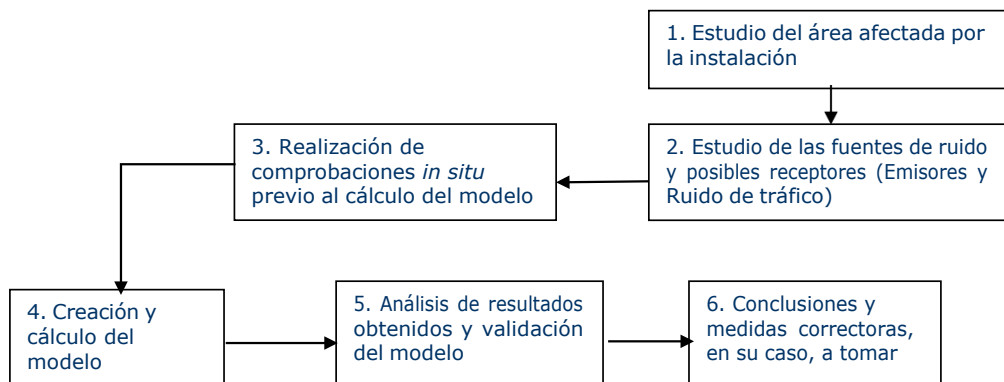 1. Estudio del área afectada por
la instalación
2. Estudio de las fuentes de ruido
y posibles receptores (Emisores y
Ruido de tráfico)
3. Realización de
comprobaciones in situ
previo al cálculo del modelo
4. Creación y
cálculo del
modelo
5. Análisis de resultados
obtenidos y validación
del modelo
6. Conclusiones y
medidas correctoras,
en su caso, a tomar